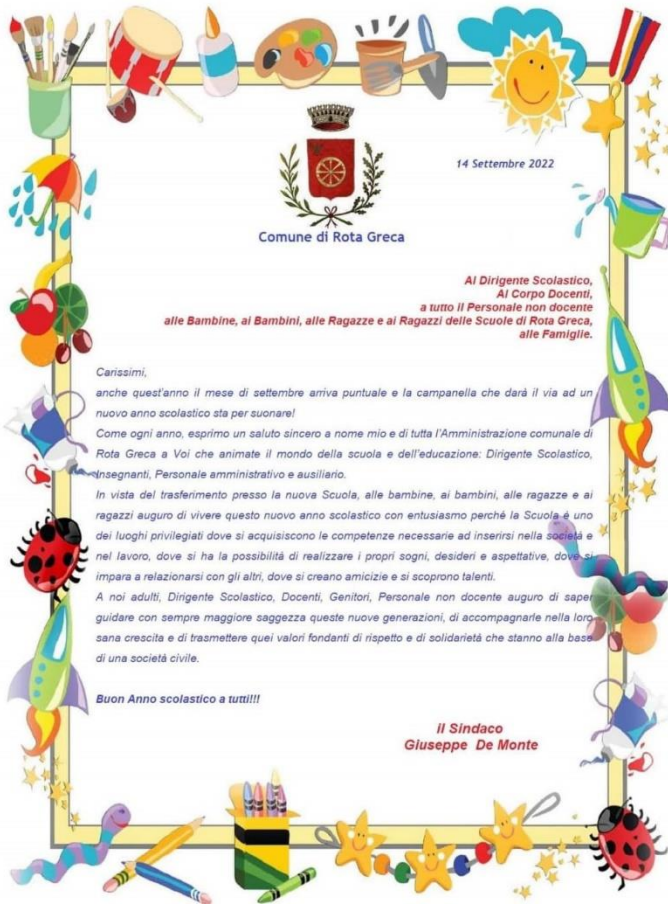 14 Settembre 2022
Comune di Rota Greca
Al Dirigente Scolastico,
Al Corpo Docenti,
a tutto il Personale non docente
alle Bambine, ai Bambini, alle Ragazze e ai Ragazzi delle Scuole di Rota Greca,
alle Famiglie.
Carissimi,
anche quest'anno il mese di settembre arriva puntuale e la campanella che darà il via ad un
nuovo anno scolastico sta per suonare!
Come ogni anno, esprimo un saluto sincero a nome mio e di tutta l'Amministrazione comunale di
Rota Greca a Voi che animate il mondo della scuola e dell'educazione: Dirigente Scolastico,
Insegnanti, Personale amministrativo e ausiliario.
In vista del trasferimento presso la nuova Scuola, alle bambine, ai bambini, alle ragazze e ai
ragazzi auguro di vivere questo nuovo anno scolastico con entusiasmo perché la Scuola è uno
dei luoghi privilegiati dove si acquisiscono le competenze necessarie ad inserirsi nella società e
nel lavoro, dove si ha la possibilità di realizzare i propri sogni, desideri e aspettative, dove si
impara a relazionarsi con gli altri, dove si creano amicizie e si scoprono talenti.
A noi adulti, Dirigente Scolastico, Docenti, Genitori, Personale non docente auguro di saper
guidare con sempre maggiore saggezza queste nuove generazioni, di accompagnarle nella loro
sana crescita e di trasmettere quei valori fondanti di rispetto e di solidarietà che stanno alla base
di una società civile.
Buon Anno scolastico a tutti!!!
il Sindaco
Giuseppe De Monte